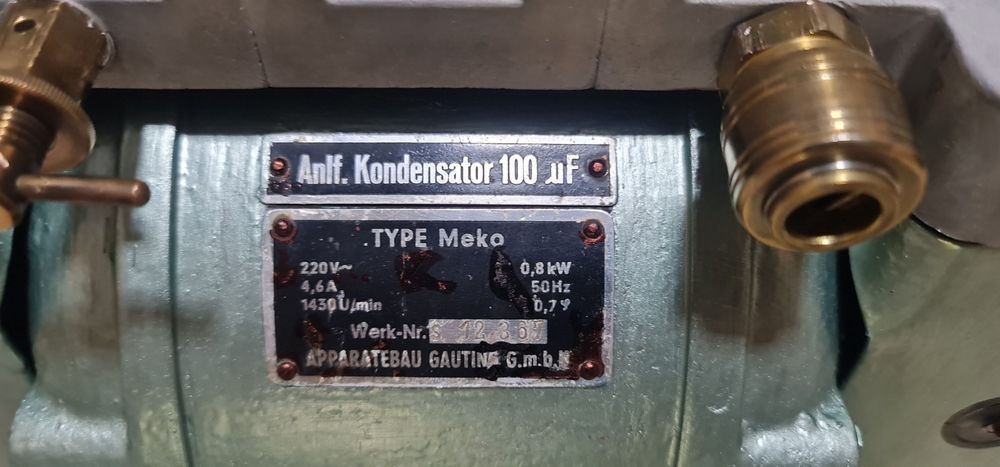 Anlf. Kondensator 100 µF
TYPE Meko
220V~ 0,8kW
4,6A 50Hz
1430U/min 0,7 φ
Werk-Nr.
APPARATEBAU GAUTING G.m.b.H